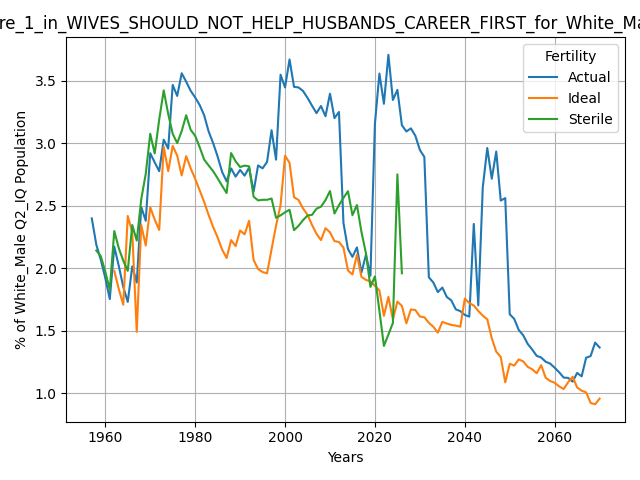 re_1_in_WIVES_SHOULD_NOT_HELP_HUSBANDS_CAREER_FIRST_for_White_Ma
% of White_Male Q2_IQ Population
3.5
3.0
2.5
2.0
1.5
1.0
Fertility
Actual
Ideal
Sterile
1960 1980 2000 2020 2040 2060
Years